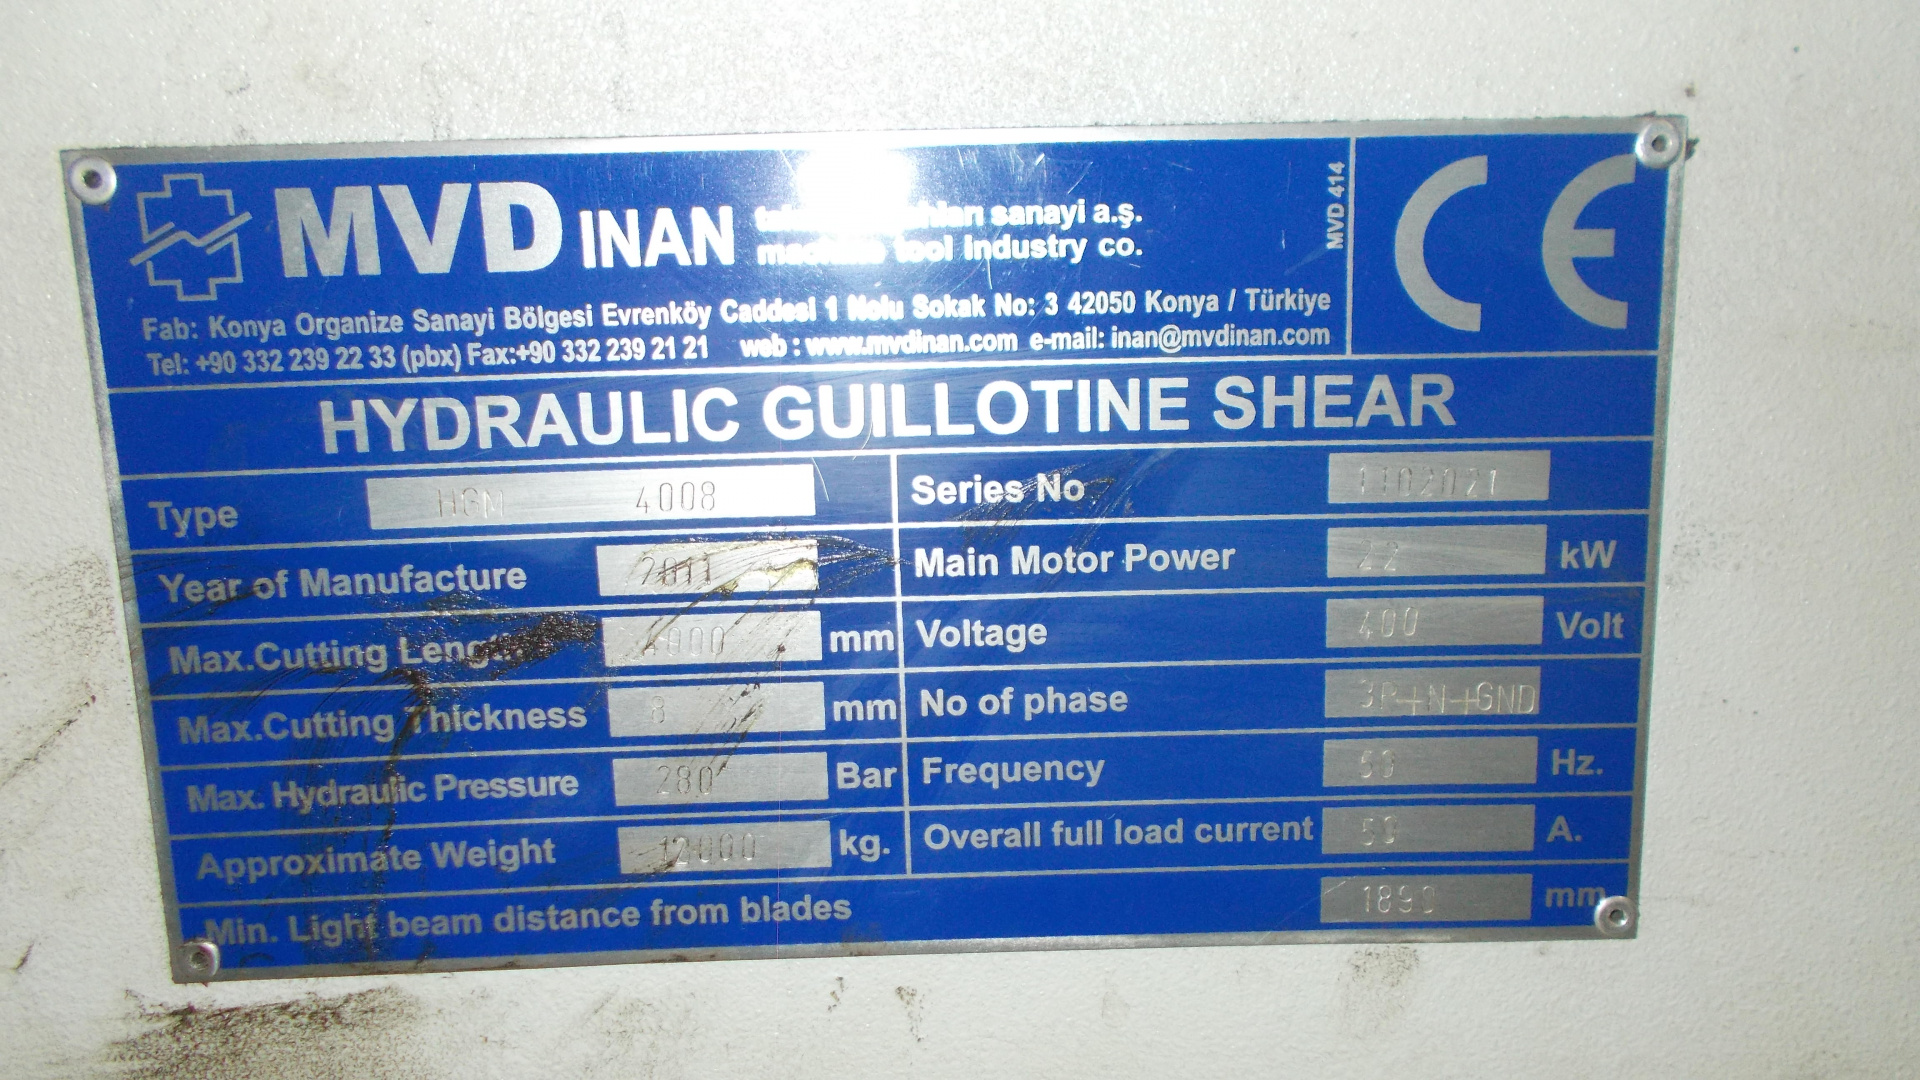 MVD INAN
sanayi a.ş.
machine tool industry co.
MVD 414
CE
Fab: Konya Organize Sanayi Bölgesi Evrenköy Caddesi 1 Nolu Sokak No: 3 42050 Konya / Türkiye
Tel: +90 332 239 22 33 (pbx) Fax:+90 332 239 21 21 web : www.mvdinan.com e-mail: inan@mvdinan.com
HYDRAULIC GUILLOTINE SHEAR
Type HGM 4008
Series No 1102021
Year of Manufacture 2011
Main Motor Power 22 kW
Max.Cutting Length 4000 mm
Voltage 400 Volt
Max.Cutting Thickness 8 mm
No of phase 3P+N+GND
Max. Hydraulic Pressure 280 Bar
Frequency 50 Hz.
Approximate Weight 12000 kg.
Overall full load current A.
Min. Light beam distance from blades mm